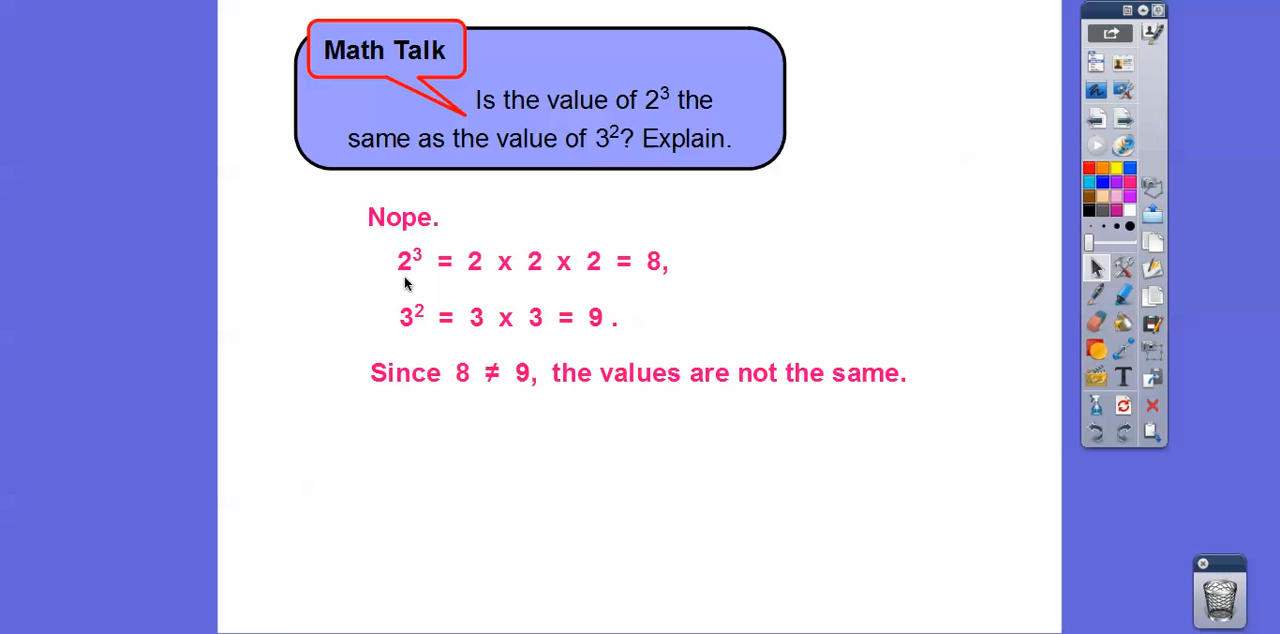 Math Talk
Is the value of 2³ the
same as the value of 3²? Explain.
Nope.
2³ = 2 x 2 x 2 = 8,
3² = 3 x 3 = 9 .
Since 8 ≠ 9, the values are not the same.
T